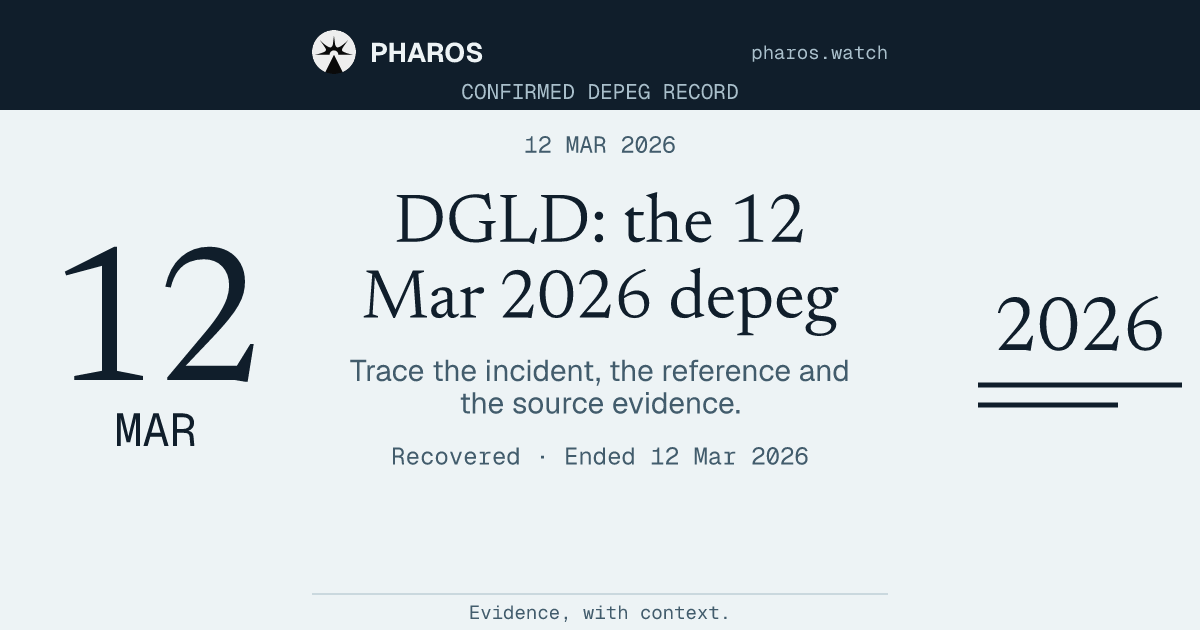 PHAROS
pharos.watch
CONFIRMED DEPEG RECORD
12 MAR 2026
DGLD: the 12
Mar 2026 depeg
Trace the incident, the reference and
the source evidence.
Recovered · Ended 12 Mar 2026
12
MAR
2026
Evidence, with context.